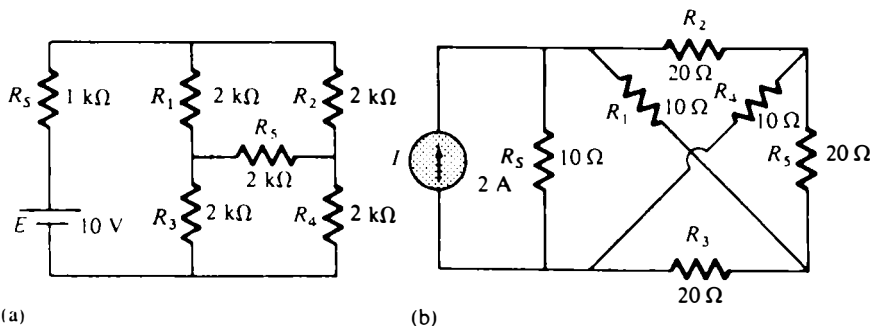 R_S 1 kΩ R_1 2 kΩ R_2 2 kΩ
R_5
2 kΩ
R_3 2 kΩ R_4 2 kΩ
E 10 V
(a)
R_2
20 Ω
R_1 10 Ω R_4 10 Ω
I 2 A R_S 10 Ω R_5 20 Ω
R_3
20 Ω
(b)